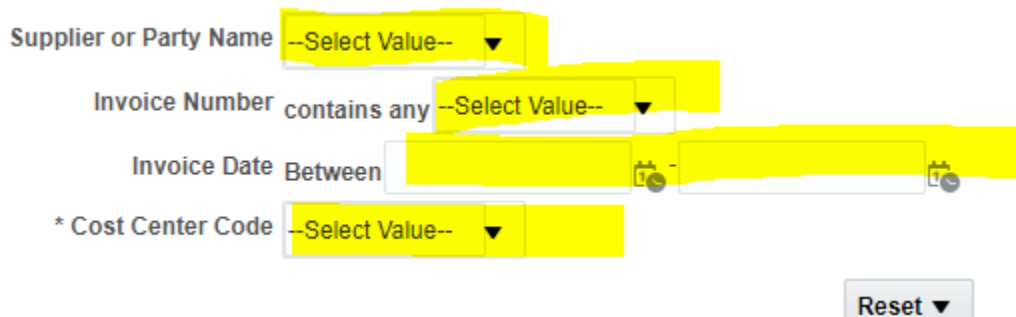 Supplier or Party Name --Select Value--
Invoice Number contains any --Select Value--
Invoice Date Between -
* Cost Center Code --Select Value--
Reset